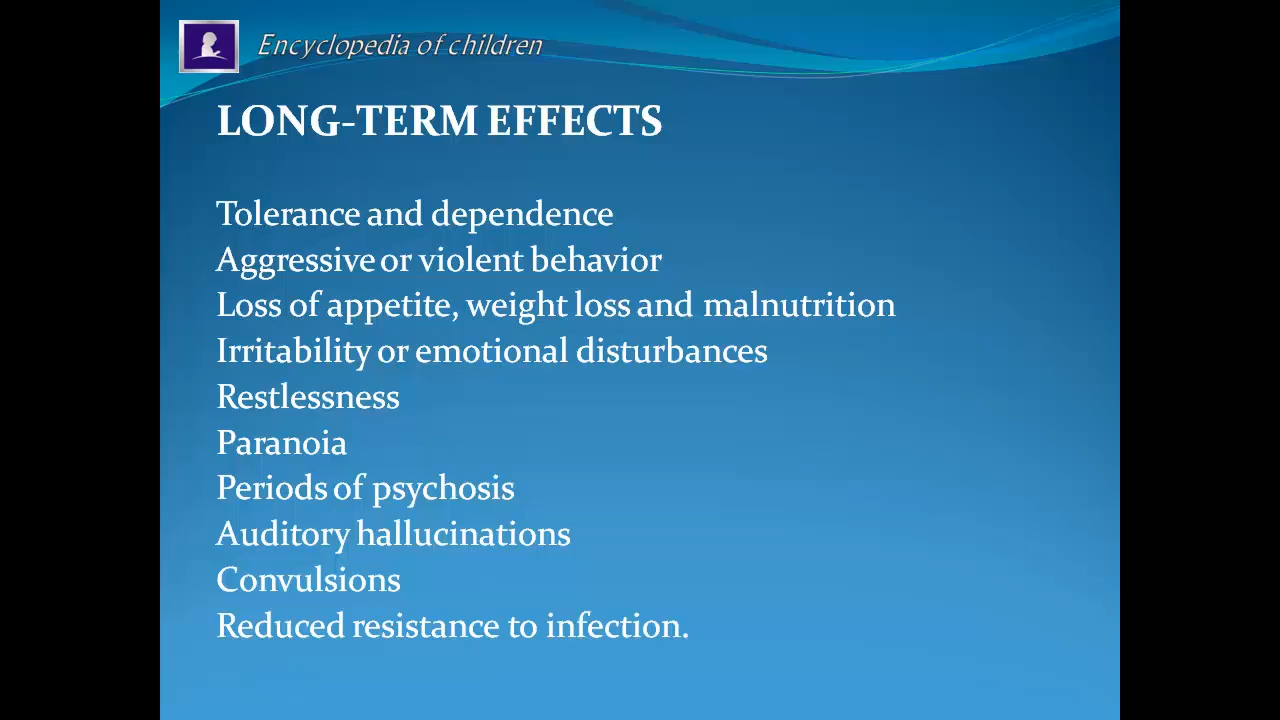 Encyclopedia of children
LONG-TERM EFFECTS
Tolerance and dependence
Aggressive or violent behavior
Loss of appetite, weight loss and malnutrition
Irritability or emotional disturbances
Restlessness
Paranoia
Periods of psychosis
Auditory hallucinations
Convulsions
Reduced resistance to infection.